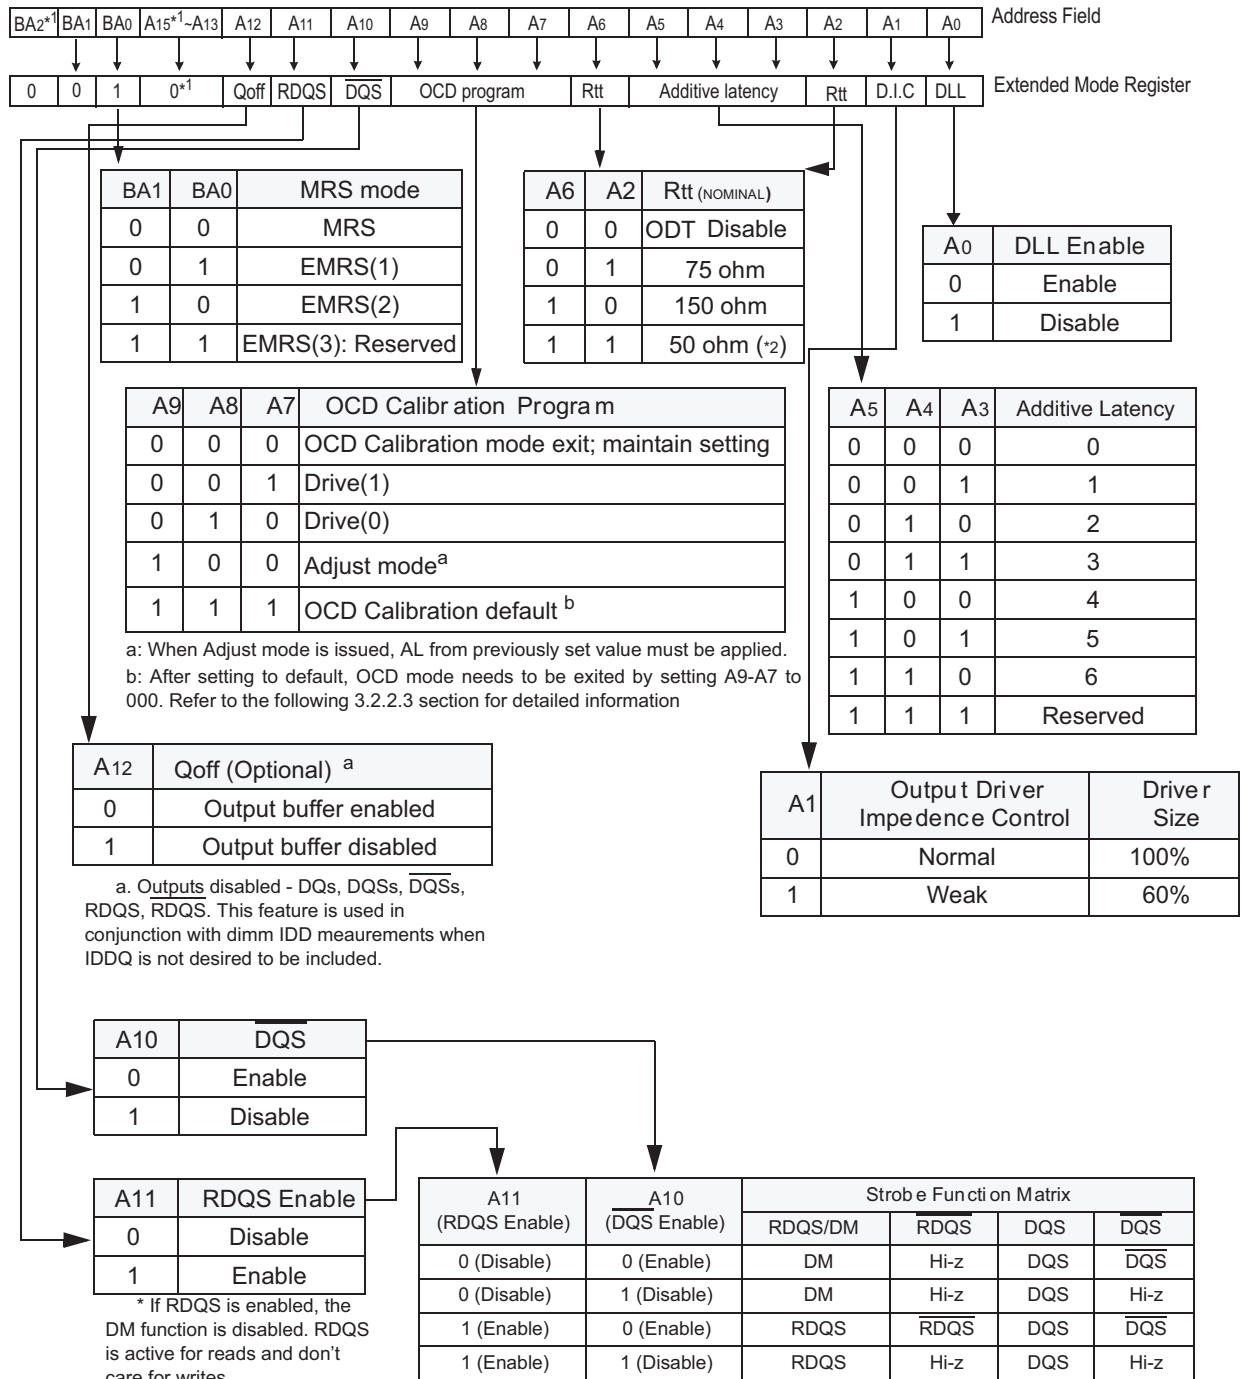 BA2*1 BA1 BA0 A15*1~A13 A12 A11 A10 A9 A8 A7 A6 A5 A4 A3 A2 A1 A0 Address Field
0 0 1 0*1 Qoff RDQS DQS OCD program Rtt Additive latency Rtt D.I.C DLL Extended Mode Register
BA1 BA0 MRS mode
0 0 MRS
0 1 EMRS(1)
1 0 EMRS(2)
1 1 EMRS(3): Reserved
A6 A2 Rtt (NOMINAL)
0 0 ODT Disable
0 1 75 ohm
1 0 150 ohm
1 1 50 ohm (*2)
A0 DLL Enable
0 Enable
1 Disable
A9 A8 A7 OCD Calibration Program
0 0 0 OCD Calibration mode exit; maintain setting
0 0 1 Drive(1)
0 1 0 Drive(0)
1 0 0 Adjust modea
1 1 1 OCD Calibration default b
a: When Adjust mode is issued, AL from previously set value must be applied.
b: After setting to default, OCD mode needs to be exited by setting A9-A7 to
000. Refer to the following 3.2.2.3 section for detailed information
A5 A4 A3 Additive Latency
0 0 0 0
0 0 1 1
0 1 0 2
0 1 1 3
1 0 0 4
1 0 1 5
1 1 0 6
1 1 1 Reserved
A12 Qoff (Optional) a
0 Output buffer enabled
1 Output buffer disabled
a. Outputs disabled - DQs, DQSs, DQSs,
RDQS, RDQS. This feature is used in
conjunction with dimm IDD meaurements when
IDDQ is not desired to be included.
A1 Output Driver Impedence Control Driver Size
0 Normal 100%
1 Weak 60%
A10 DQS
0 Enable
1 Disable
A11 RDQS Enable
0 Disable
1 Enable
* If RDQS is enabled, the
DM function is disabled. RDQS
is active for reads and don't
care for writes
A11 (RDQS Enable) A10 (DQS Enable) Strobe Function Matrix
RDQS/DM RDQS DQS DQS
0 (Disable) 0 (Enable) DM Hi-z DQS DQS
0 (Disable) 1 (Disable) DM Hi-z DQS Hi-z
1 (Enable) 0 (Enable) RDQS RDQS DQS DQS
1 (Enable) 1 (Disable) RDQS Hi-z DQS Hi-z